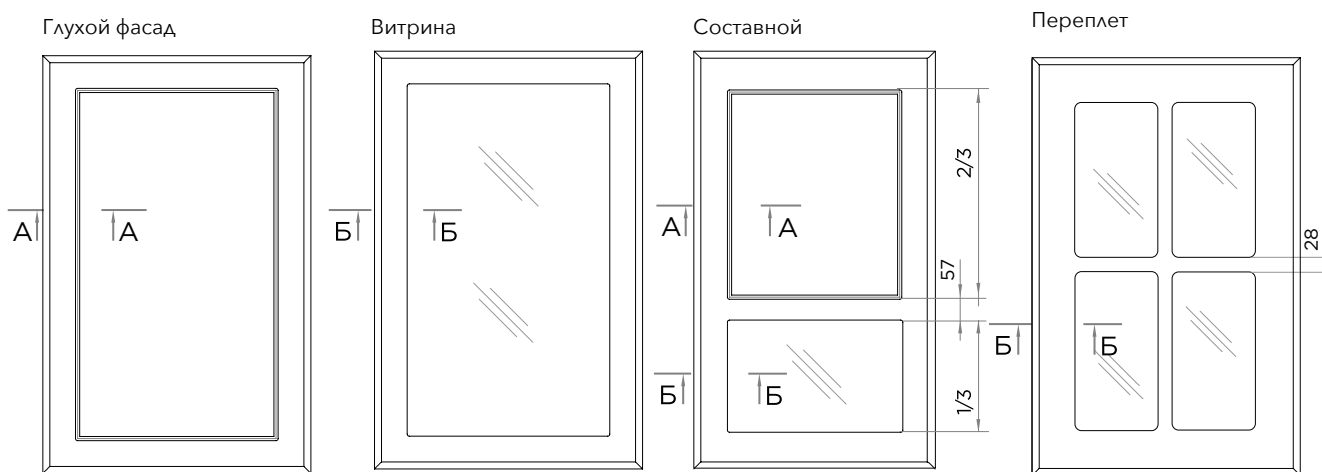 Глухой фасад
Витрина
Составной
Переплет
А А
Б Б
А А
2/3
57
Б Б
1/3
28
Б Б